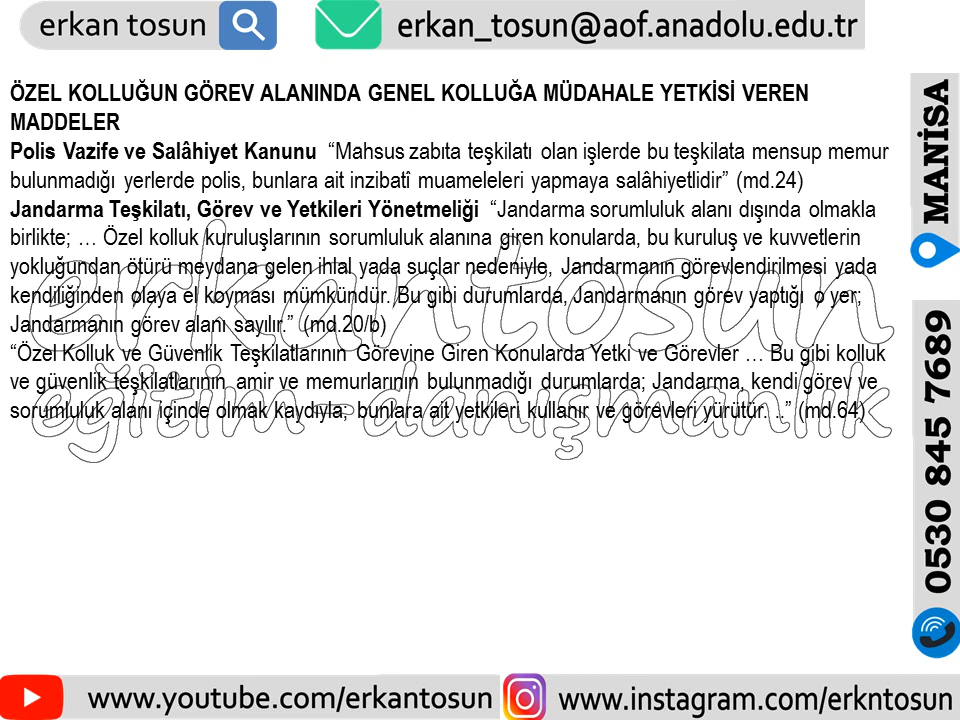 erkan tosun
erkan_tosun@aof.anadolu.edu.tr
ÖZEL KOLLUĞUN GÖREV ALANINDA GENEL KOLLUĞA MÜDAHALE YETKİSİ VEREN
MADDELER
Polis Vazife ve Salâhiyet Kanunu “Mahsus zabıta teşkilatı olan işlerde bu teşkilata mensup memur
bulunmadığı yerlerde polis, bunlara ait inzibatî muameleleri yapmaya salâhiyetlidir” (md.24)
Jandarma Teşkilatı, Görev ve Yetkileri Yönetmeliği “Jandarma sorumluluk alanı dışında olmakla
birlikte; … Özel kolluk kuruluşlarının sorumluluk alanına giren konularda, bu kuruluş ve kuvvetlerin
yokluğundan ötürü meydana gelen ihlal yada suçlar nedeniyle, Jandarmanın görevlendirilmesi yada
kendiliğinden olaya el koyması mümkündür. Bu gibi durumlarda, Jandarmanın görev yaptığı o yer;
Jandarmanın görev alanı sayılır.” (md.20/b)
“Özel Kolluk ve Güvenlik Teşkilatlarının Görevine Giren Konularda Yetki ve Görevler … Bu gibi kolluk
ve güvenlik teşkilatlarının amir ve memurlarının bulunmadığı durumlarda; Jandarma, kendi görev ve
sorumluluk alanı içinde olmak kaydıyla; bunlara ait yetkileri kullanır ve görevleri yürütür. ..” (md.64)
erkan tosun
eğitim-danışmanlık
MANİSA
0530 845 7689
www.youtube.com/erkantosun
www.instagram.com/erkntosun